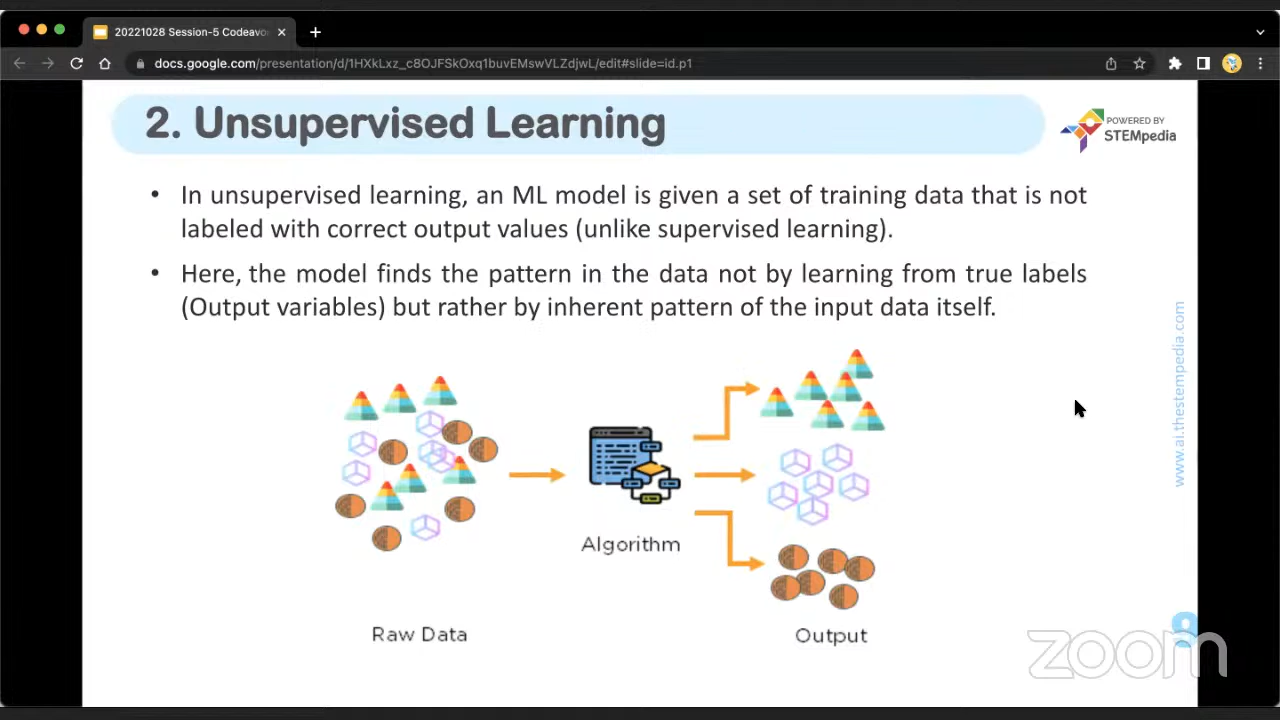 20221028 Session-5 Codeavo
docs.google.com/presentation/d/1HXkLxz_c8OJFSkOxq1buvEMswVLZdjwL/edit#slide=id.p1
2. Unsupervised Learning
POWERED BY
STEMpedia
• In unsupervised learning, an ML model is given a set of training data that is not
labeled with correct output values (unlike supervised learning).
• Here, the model finds the pattern in the data not by learning from true labels
(Output variables) but rather by inherent pattern of the input data itself.
www.ai.thestempedia.com
Algorithm
Raw Data
Output
zoom